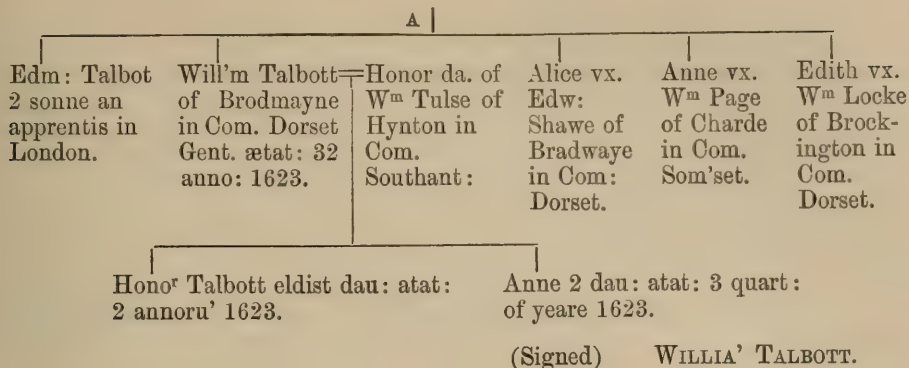 A
Edm: Talbot
2 sonne an
apprentis in
London.
Will'm Talbott
of Brodmayne
in Com. Dorset
Gent. ætat: 32
anno: 1623.
Honor da. of
Wᵐ Tulse of
Hynton in
Com.
Southant:
Alice vx.
Edw:
Shawe of
Bradwaye
in Com:
Dorset.
Anne vx.
Wᵐ Page
of Charde
in Com.
Som'set.
Edith vx.
Wᵐ Locke
of Brock-
ington in
Com.
Dorset.
Honoʳ Talbott eldist dau: atat:
2 annoru' 1623.
Anne 2 dau: atat: 3 quart:
of yeare 1623.
(Signed) WILLIA' TALBOTT.